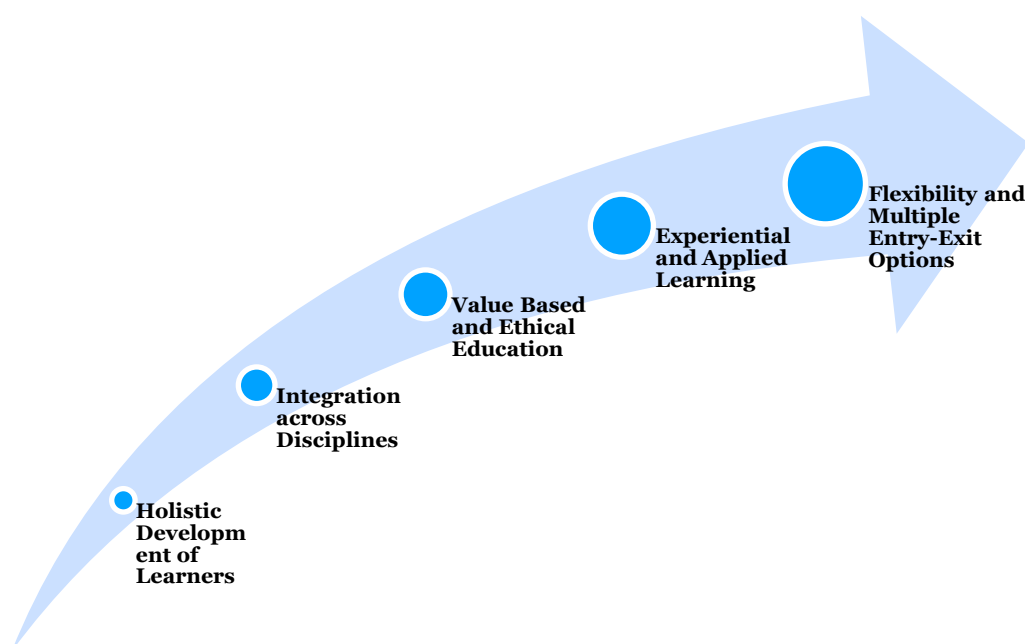 Holistic
Developm
ent of
Learners
Integration
across
Disciplines
Value Based
and Ethical
Education
Experiential
and Applied
Learning
Flexibility and
Multiple
Entry-Exit
Options